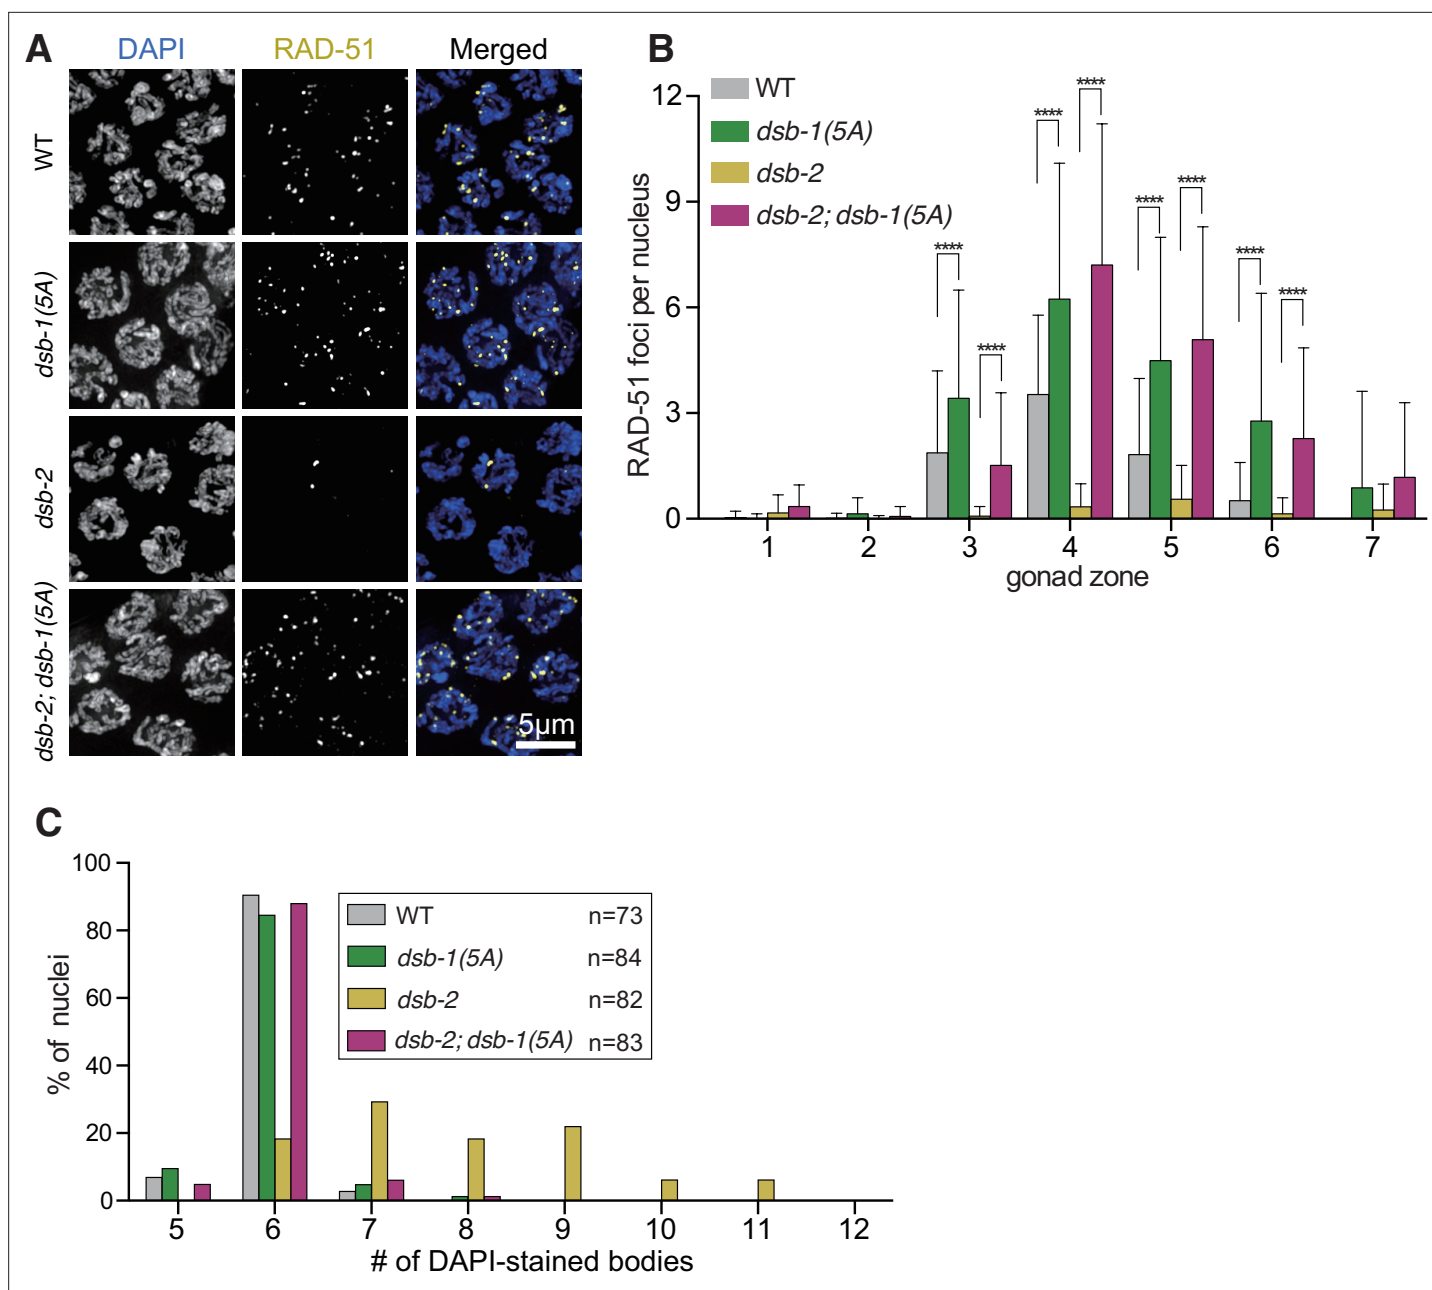 A
DAPI
RAD-51
Merged
WT
dsb-1(5A)
dsb-2
dsb-2; dsb-1(5A)
5μm
B
WT
dsb-1(5A)
dsb-2
dsb-2; dsb-1(5A)
RAD-51 foci per nucleus
12
9
6
3
0
**** **** **** **** **** **** **** ****
1 2 3 4 5 6 7
gonad zone
C
% of nuclei
100
80
60
40
20
0
WT n=73
dsb-1(5A) n=84
dsb-2 n=82
dsb-2; dsb-1(5A) n=83
5 6 7 8 9 10 11 12
# of DAPI-stained bodies